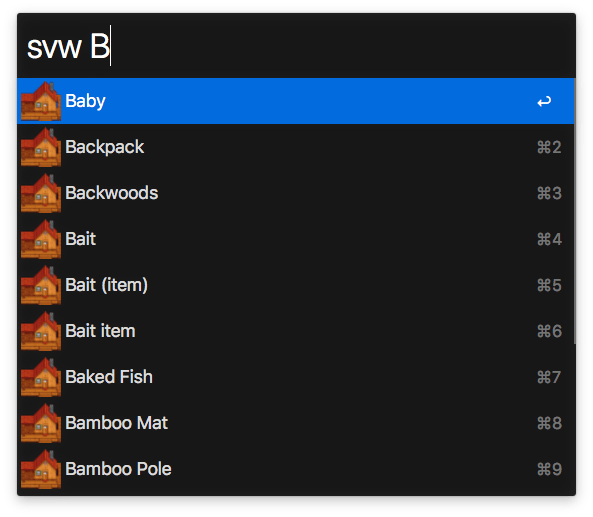 svw B
Baby ↩
Backpack ⌘2
Backwoods ⌘3
Bait ⌘4
Bait (item) ⌘5
Bait item ⌘6
Baked Fish ⌘7
Bamboo Mat ⌘8
Bamboo Pole ⌘9